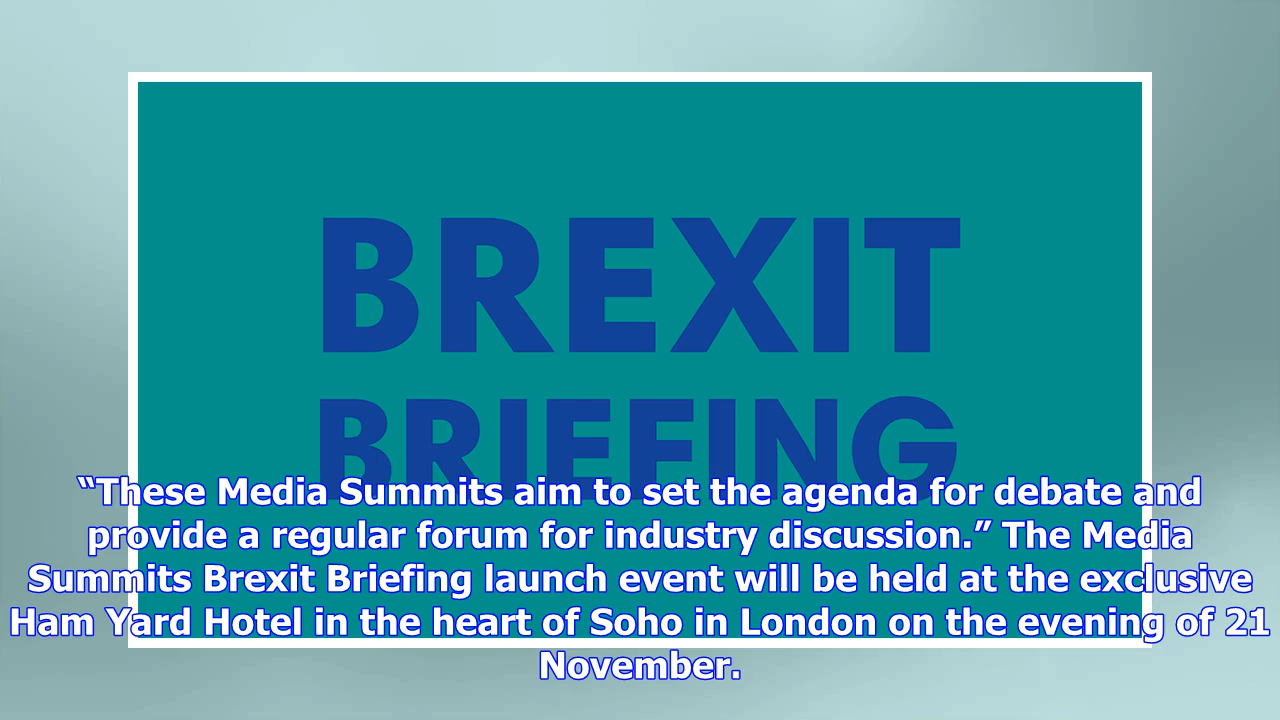 BREXIT
BRIEFING
“These Media Summits aim to set the agenda for debate and
provide a regular forum for industry discussion.” The Media
Summits Brexit Briefing launch event will be held at the exclusive
Ham Yard Hotel in the heart of Soho in London on the evening of 21
November.